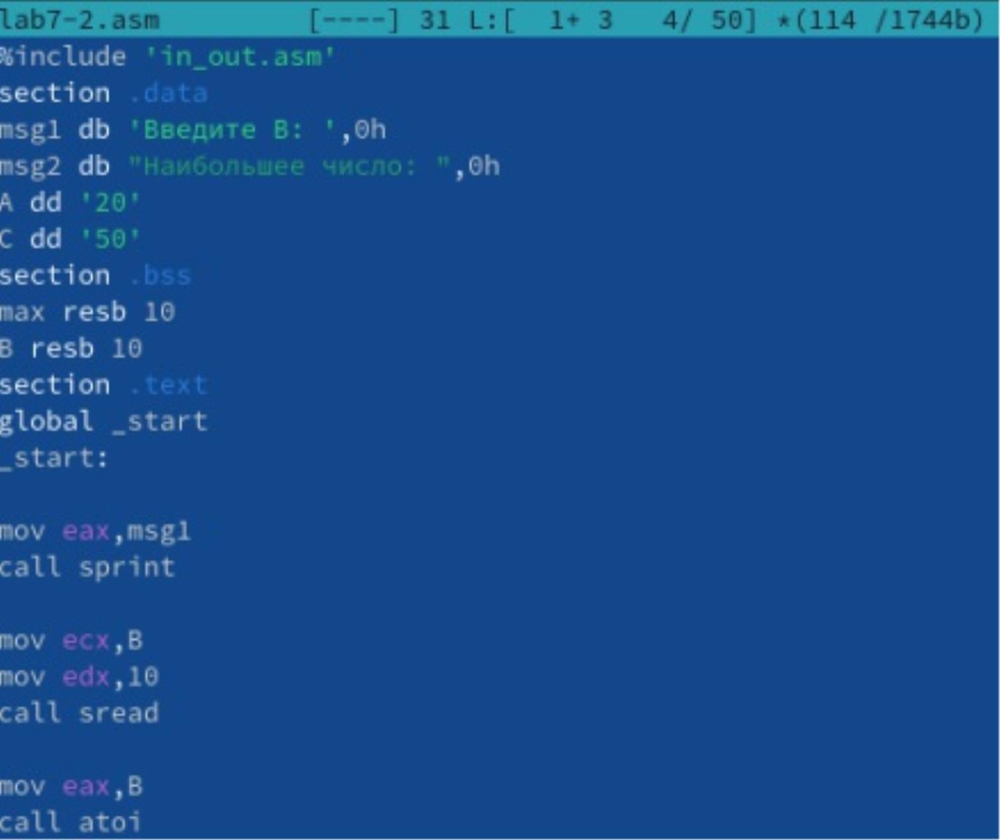 lab7-2.asm [----] 31 L:[ 1+ 3 4/ 50] *(114 /1744b)
%include 'in_out.asm'
section .data
msg1 db 'Введите B: ',0h
msg2 db "Наибольшее число: ",0h
A dd '20'
C dd '50'
section .bss
max resb 10
B resb 10
section .text
global _start
_start:
mov eax,msg1
call sprint
mov ecx,B
mov edx,10
call sread
mov eax,B
call atoi